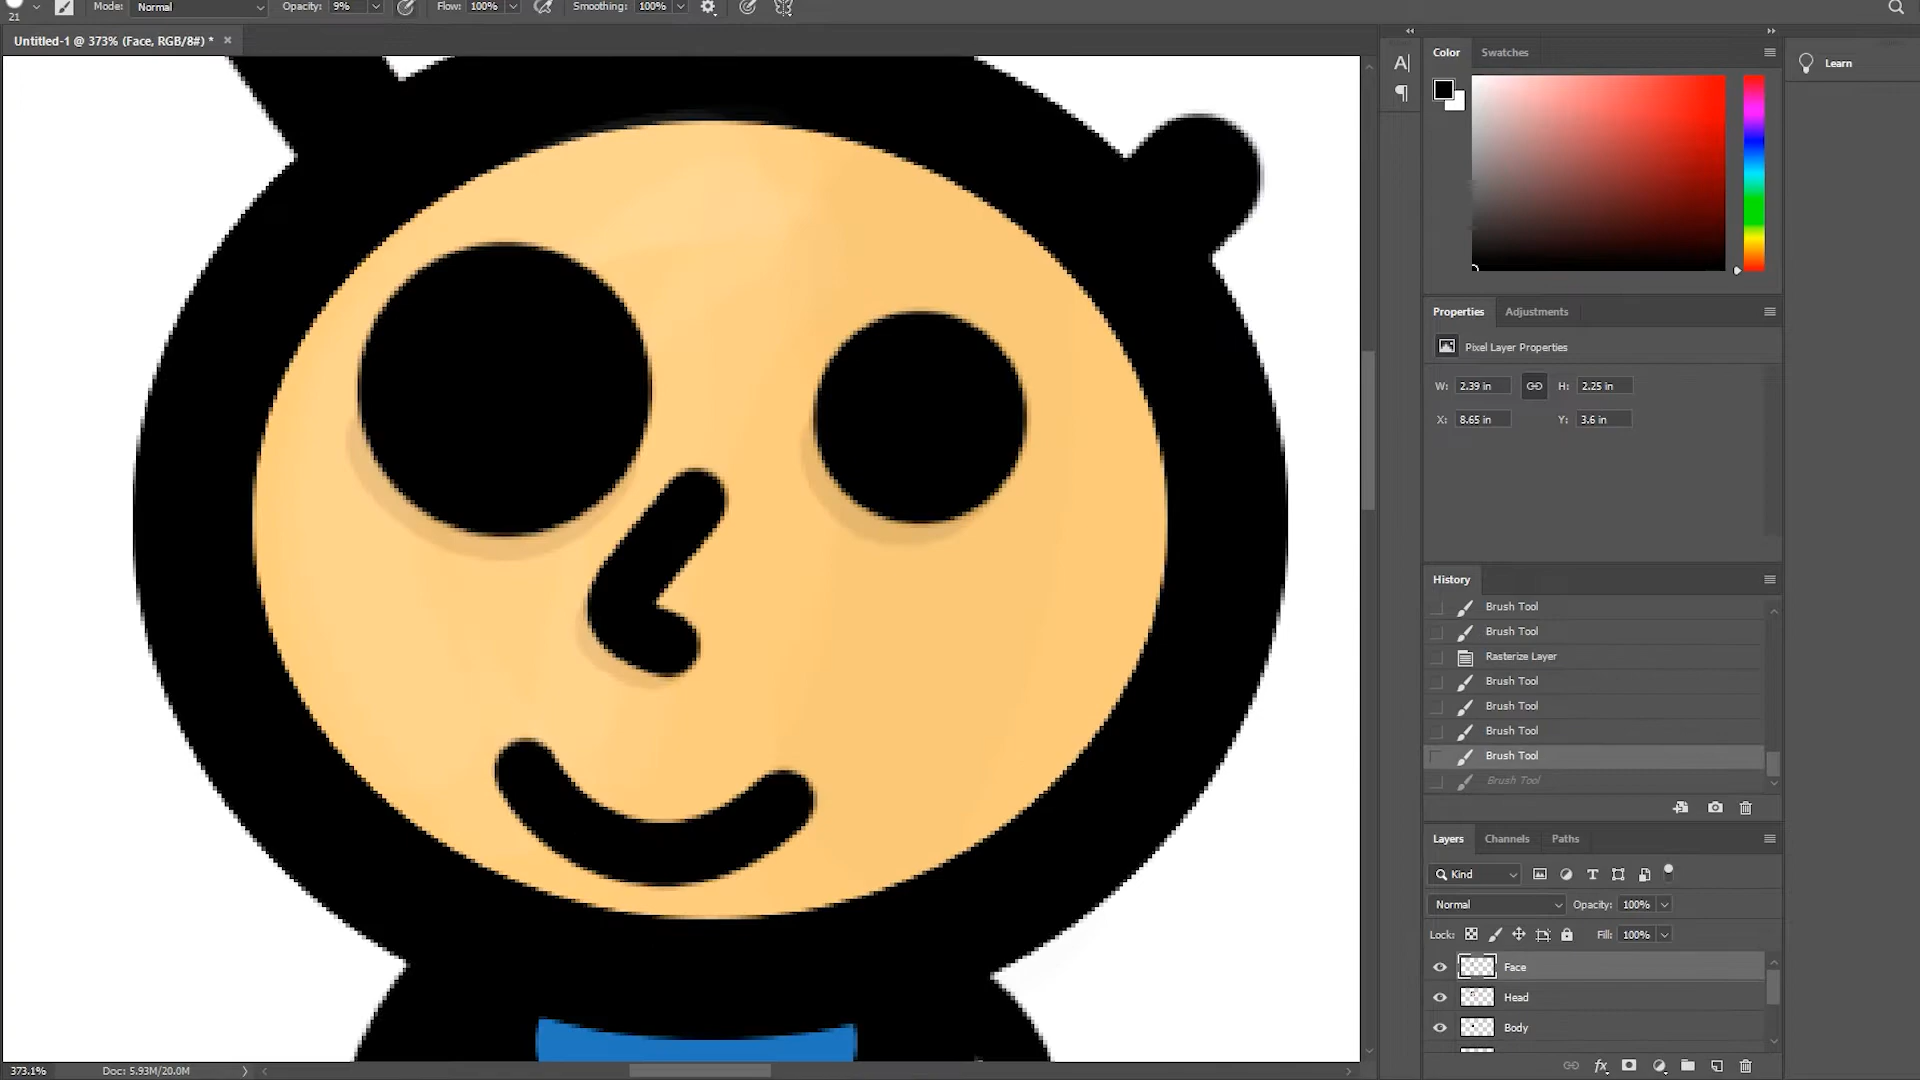 21 Mode: Normal Opacity: 9% Flow: 100% Smoothing: 100%
Untitled-1 @ 373% (Face, RGB/8#) *
Color Swatches
Learn
Properties Adjustments
Pixel Layer Properties
W: 2.39 in H: 2.25 in
X: 8.65 in Y: 3.6 in
History
Brush Tool
Brush Tool
Rasterize Layer
Brush Tool
Brush Tool
Brush Tool
Brush Tool
Brush Tool
Layers Channels Paths
Kind
Normal Opacity: 100%
Lock: Fill: 100%
Face
Head
Body
373.1% Doc: 5.93M/20.0M